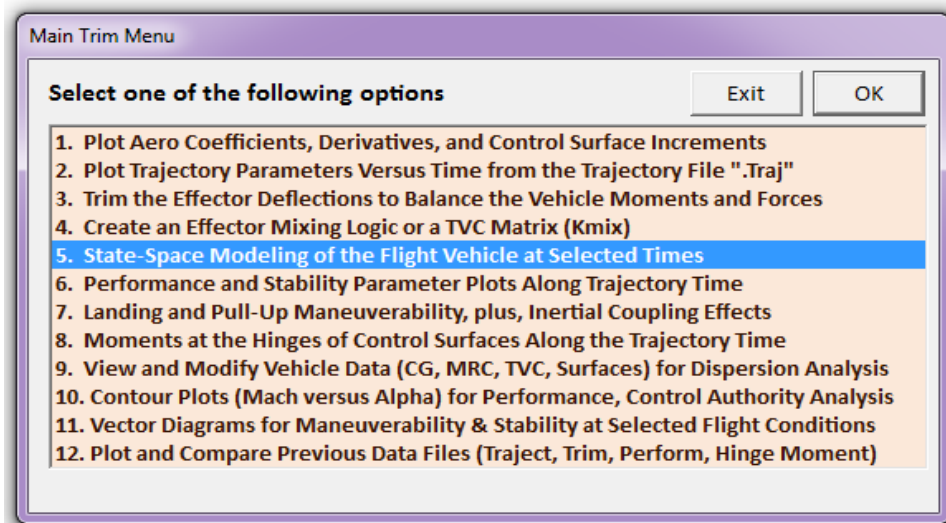 Main Trim Menu
Select one of the following options
Exit
OK
1. Plot Aero Coefficients, Derivatives, and Control Surface Increments
2. Plot Trajectory Parameters Versus Time from the Trajectory File ".Traj"
3. Trim the Effector Deflections to Balance the Vehicle Moments and Forces
4. Create an Effector Mixing Logic or a TVC Matrix (Kmix)
5. State-Space Modeling of the Flight Vehicle at Selected Times
6. Performance and Stability Parameter Plots Along Trajectory Time
7. Landing and Pull-Up Maneuverability, plus, Inertial Coupling Effects
8. Moments at the Hinges of Control Surfaces Along the Trajectory Time
9. View and Modify Vehicle Data (CG, MRC, TVC, Surfaces) for Dispersion Analysis
10. Contour Plots (Mach versus Alpha) for Performance, Control Authority Analysis
11. Vector Diagrams for Maneuverability & Stability at Selected Flight Conditions
12. Plot and Compare Previous Data Files (Traject, Trim, Perform, Hinge Moment)